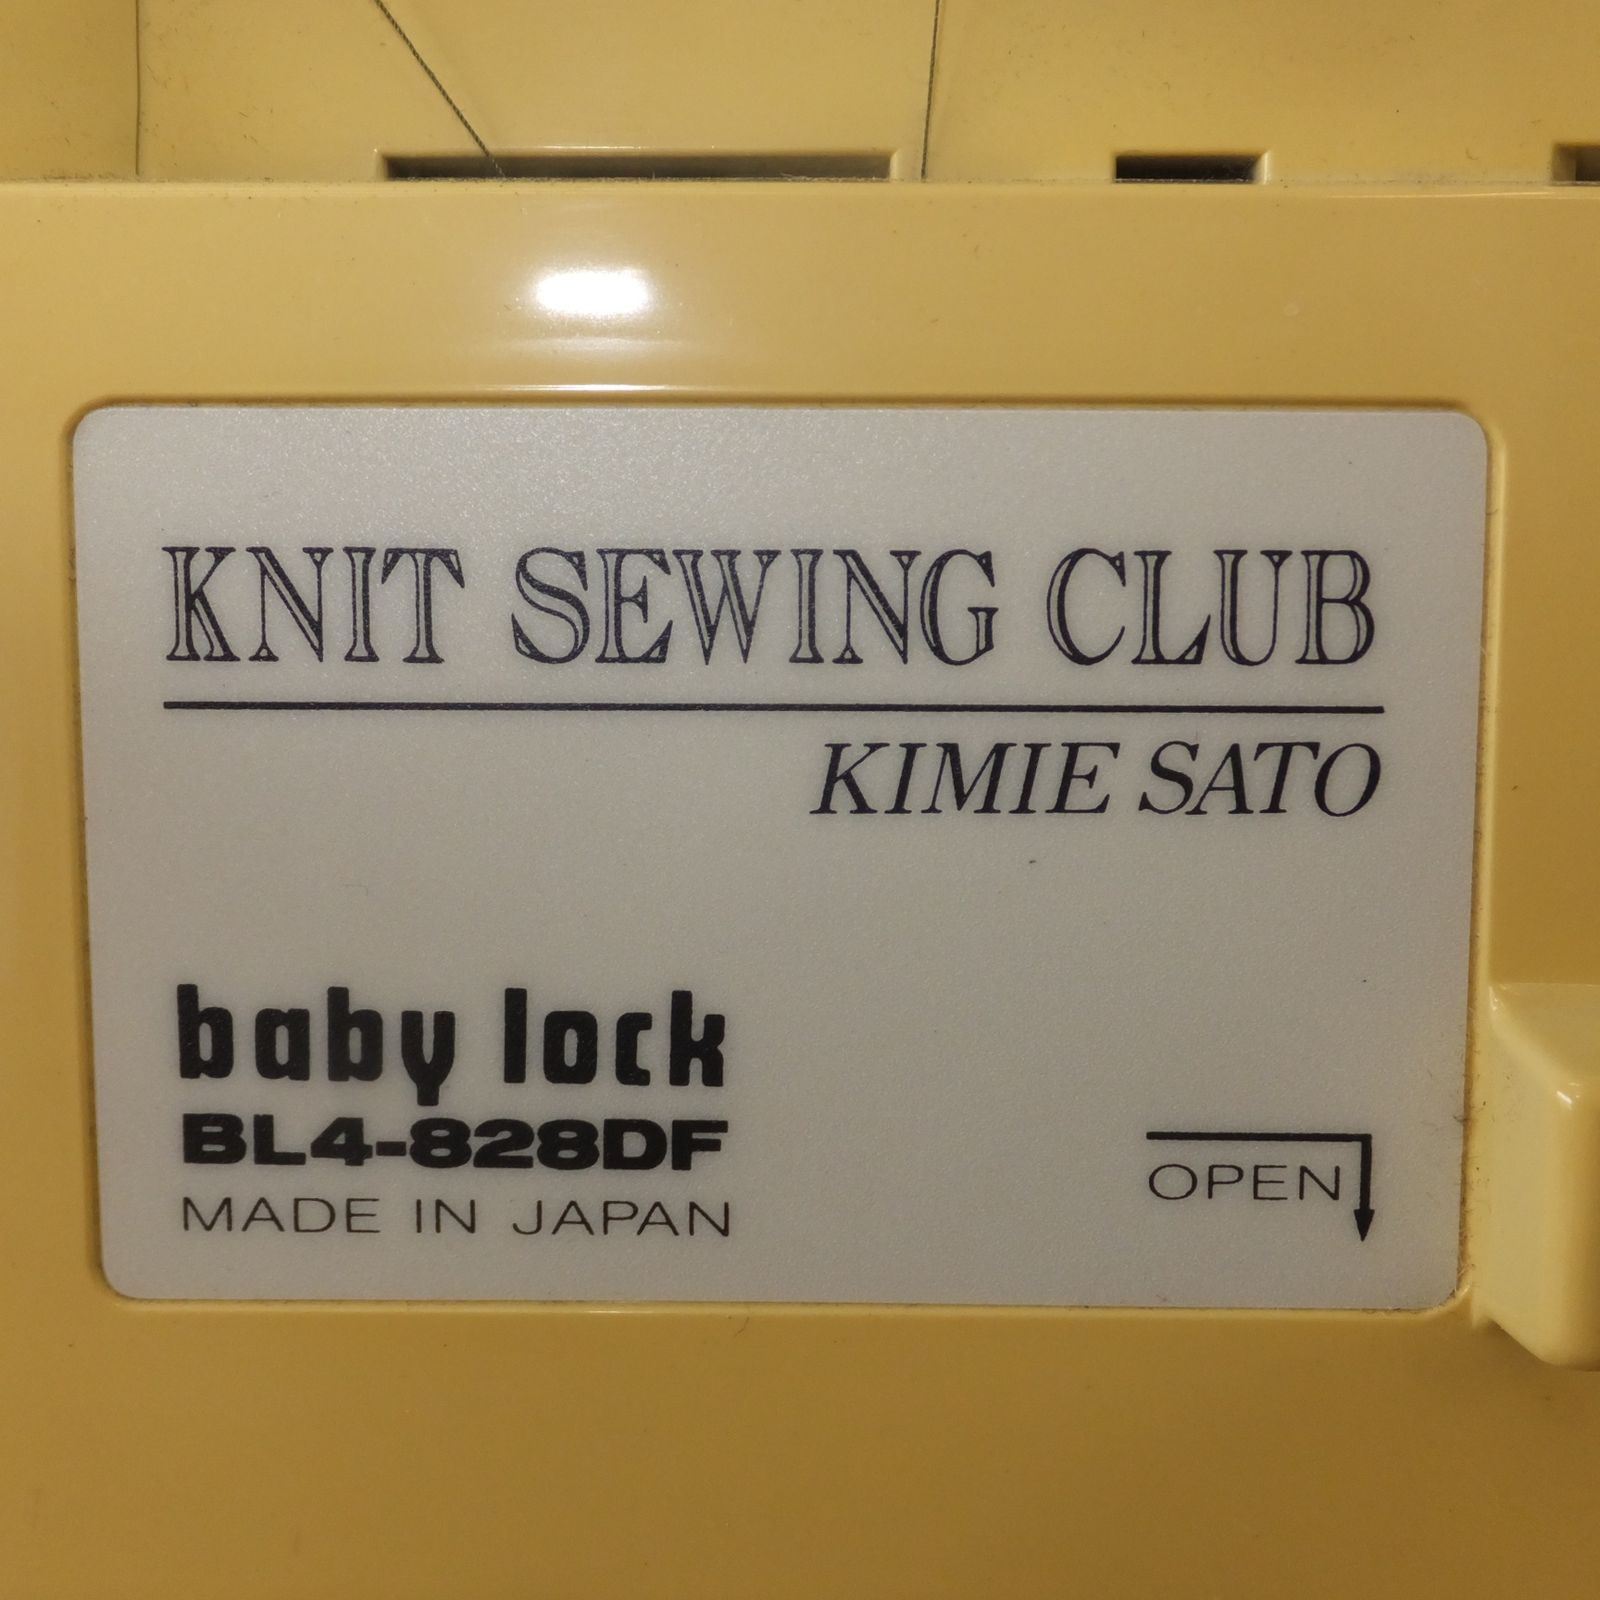 KNIT SEWING CLUB
KIMIE SATO
baby lock
BL4-828DF
MADE IN JAPAN
OPEN